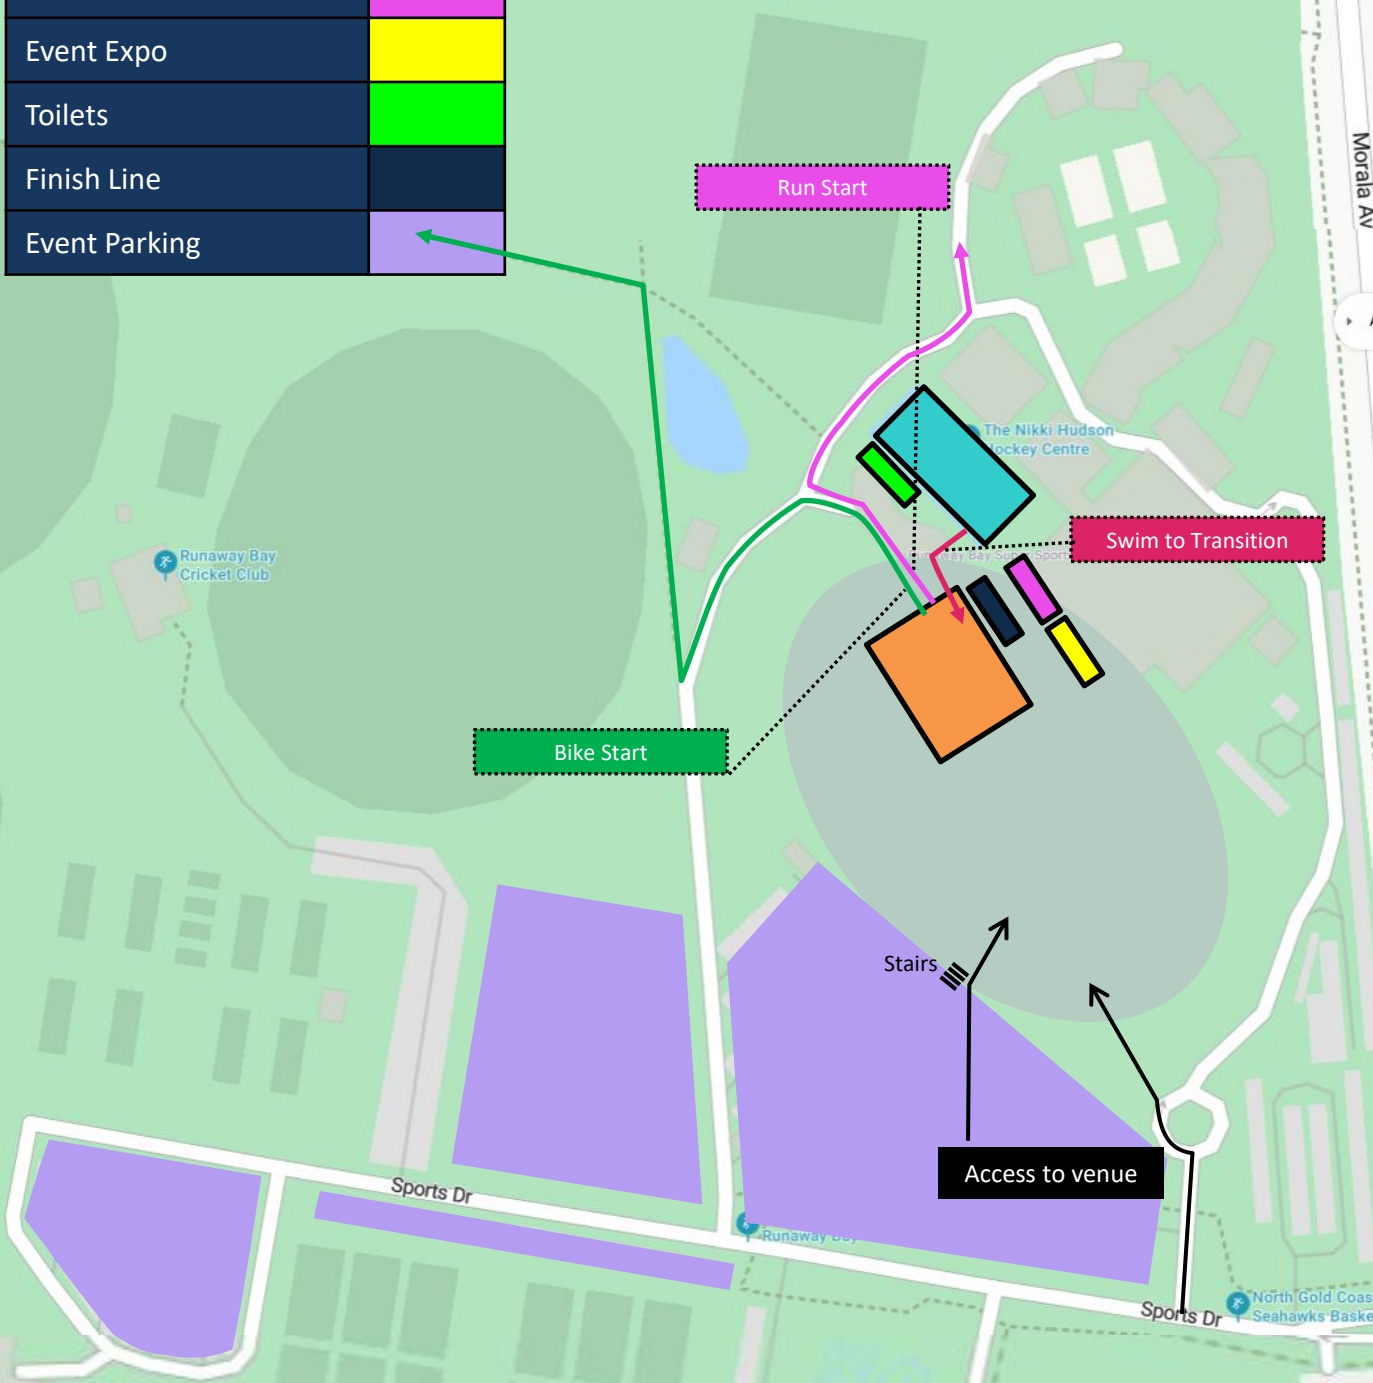 Event Expo
Toilets
Finish Line
Event Parking
Run Start
Morala Av
The Nikki Hudson
Hockey Centre
Swim to Transition
Runaway Bay
Cricket Club
Bike Start
Stairs
Access to venue
Sports Dr
Runaway Bay
Sports Dr
North Gold Coas
Seahawks Baske